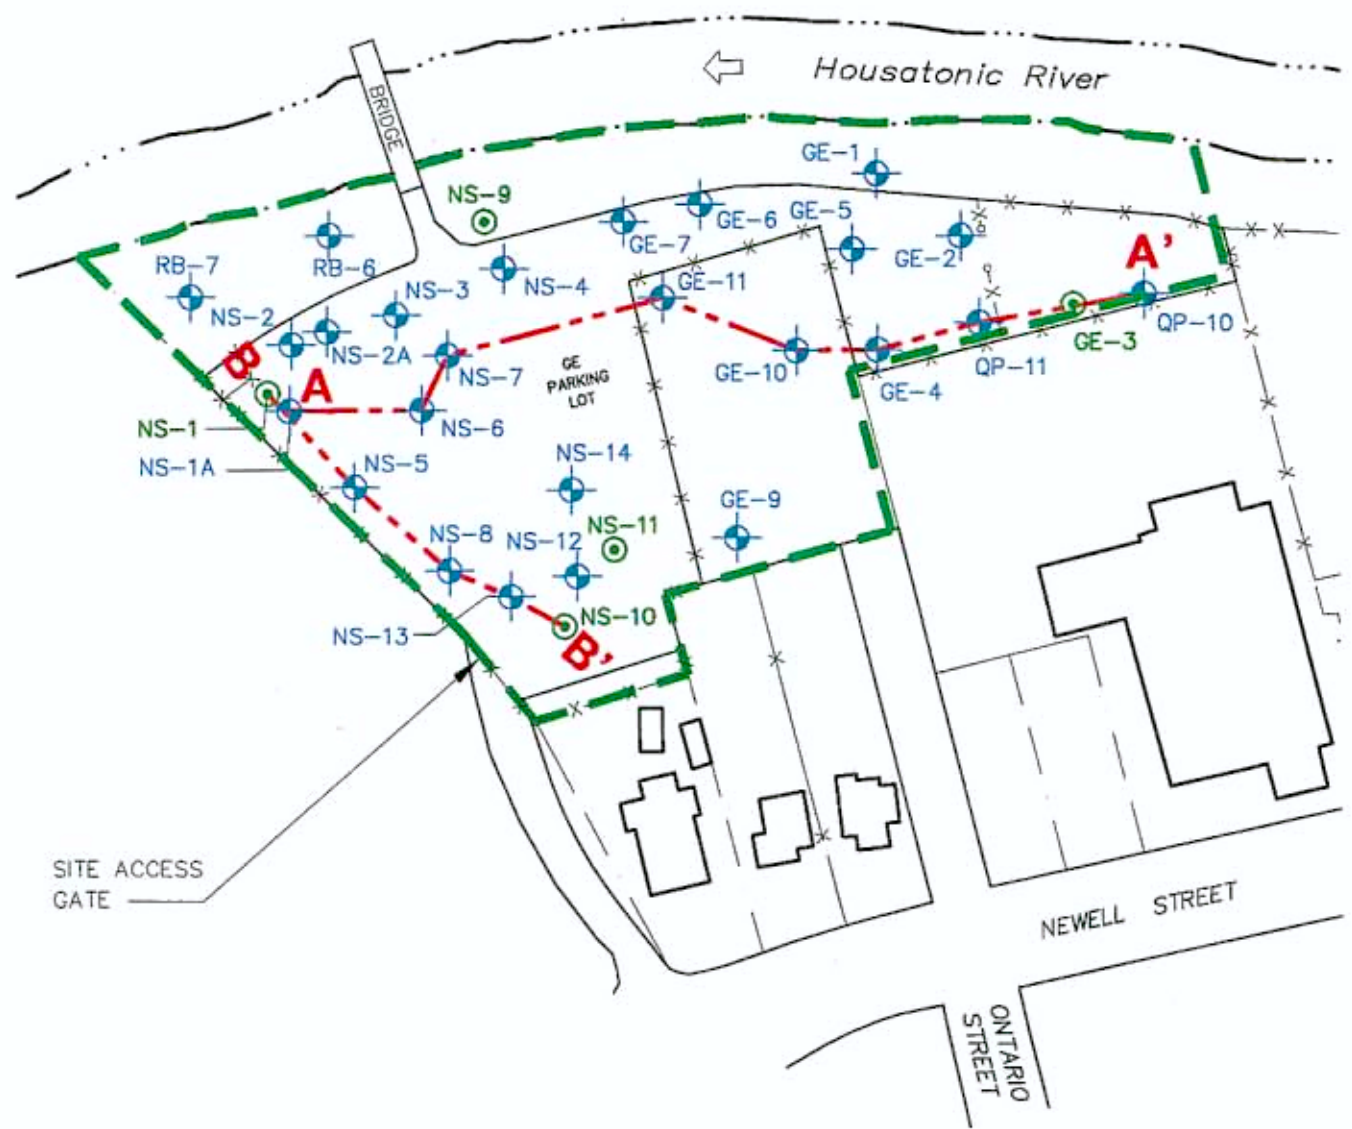 Housatonic River
BRIDGE
GE-1
NS-9
GE-6
GE-5
GE-7
GE-2
A'
RB-7
RB-6
NS-3
NS-4
GE-11
NS-2
NS-2A
QP-10
GE-3
B
A
NS-7
GE
PARKING
LOT
GE-10
QP-11
GE-4
NS-1
NS-6
NS-1A
NS-5
NS-14
GE-9
NS-8
NS-12
NS-11
NS-13
NS-10
B'
SITE ACCESS
GATE
NEWELL STREET
ONTARIO
STREET